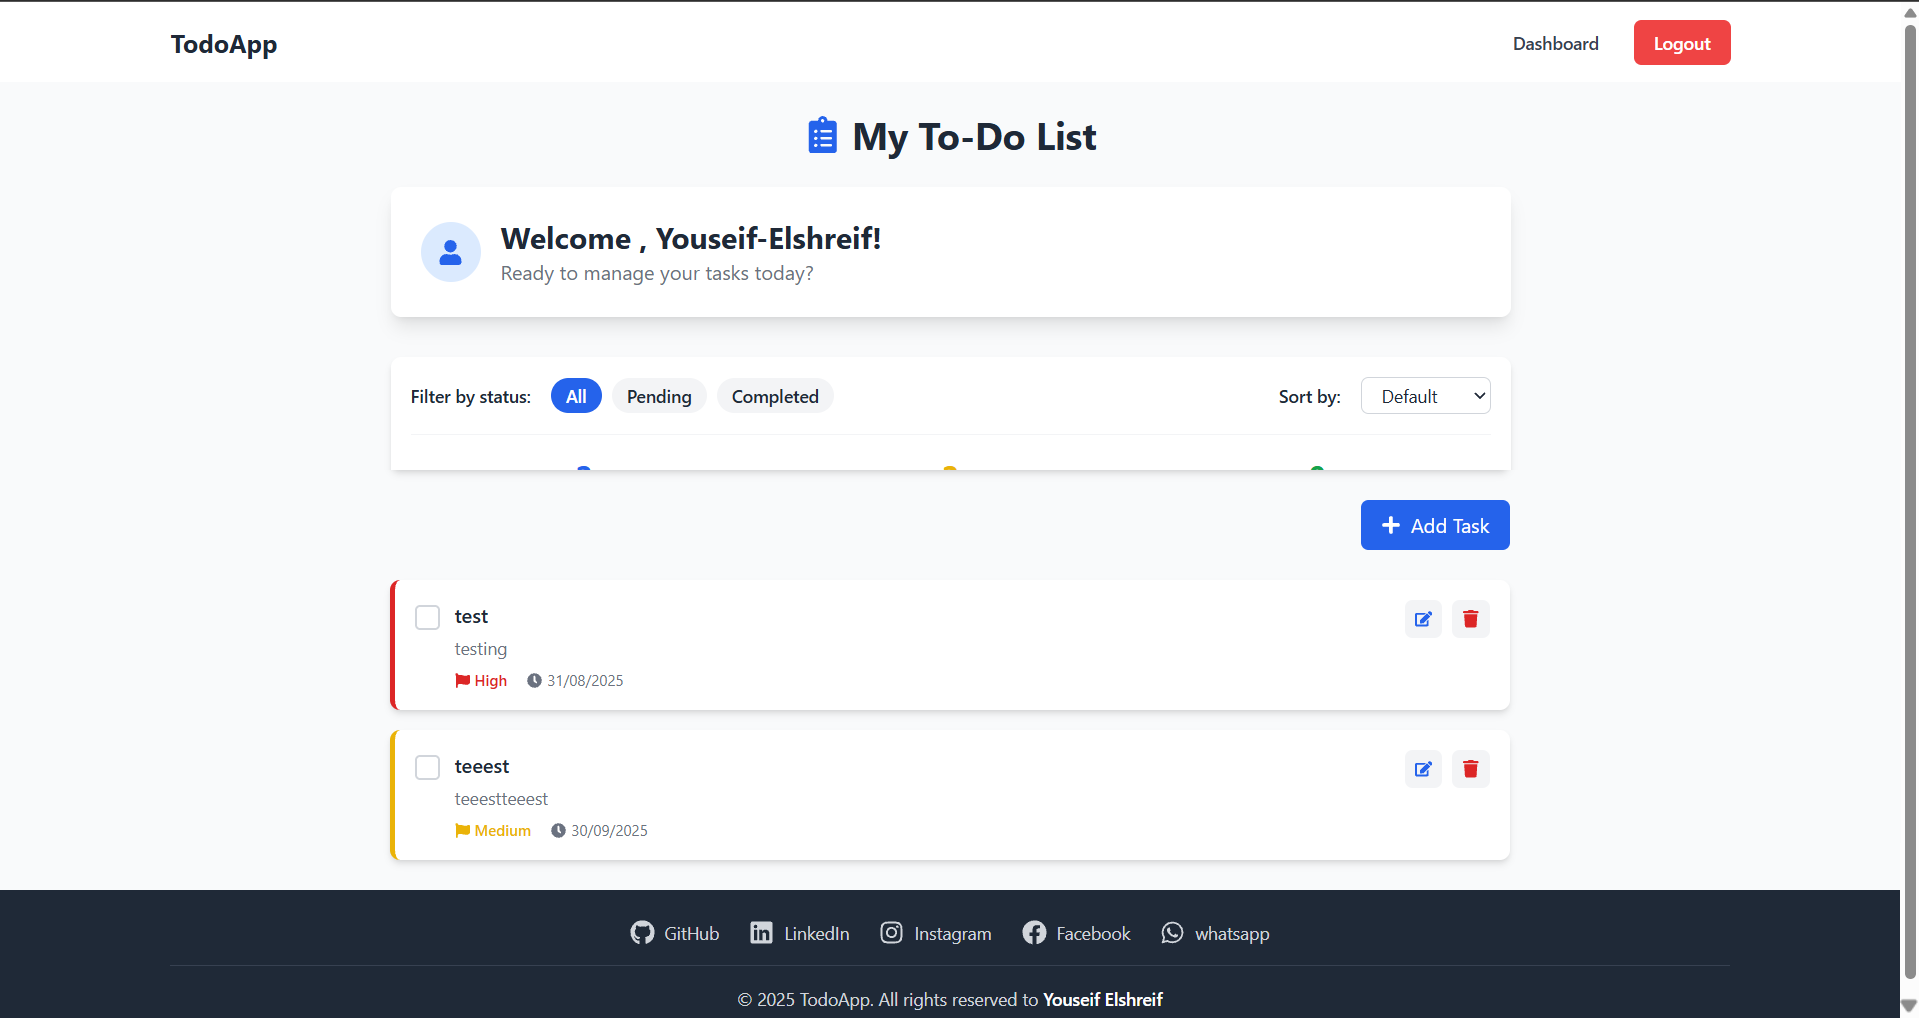 TodoApp
Dashboard
Logout
My To-Do List
Welcome , Youseif-Elshreif!
Ready to manage your tasks today?
Filter by status: All Pending Completed
Sort by: Default
Add Task
test
testing
High 31/08/2025
teeest
teeestteeest
Medium 30/09/2025
GitHub LinkedIn Instagram Facebook whatsapp
© 2025 TodoApp. All rights reserved to Youseif Elshreif